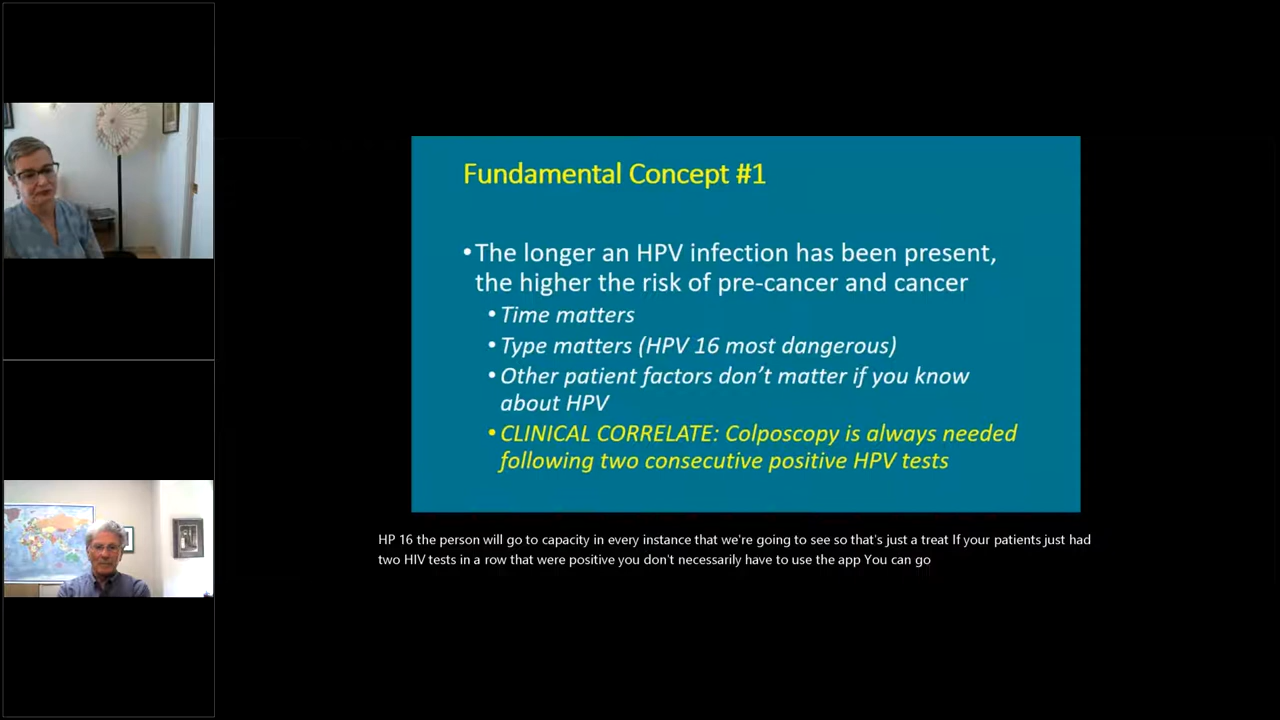 Fundamental Concept #1
•The longer an HPV infection has been present,
the higher the risk of pre-cancer and cancer
• Time matters
• Type matters (HPV 16 most dangerous)
• Other patient factors don’t matter if you know
about HPV
• CLINICAL CORRELATE: Colposcopy is always needed
following two consecutive positive HPV tests
HP 16 the person will go to capacity in every instance that we're going to see so that's just a treat If your patients just had
two HIV tests in a row that were positive you don't necessarily have to use the app You can go